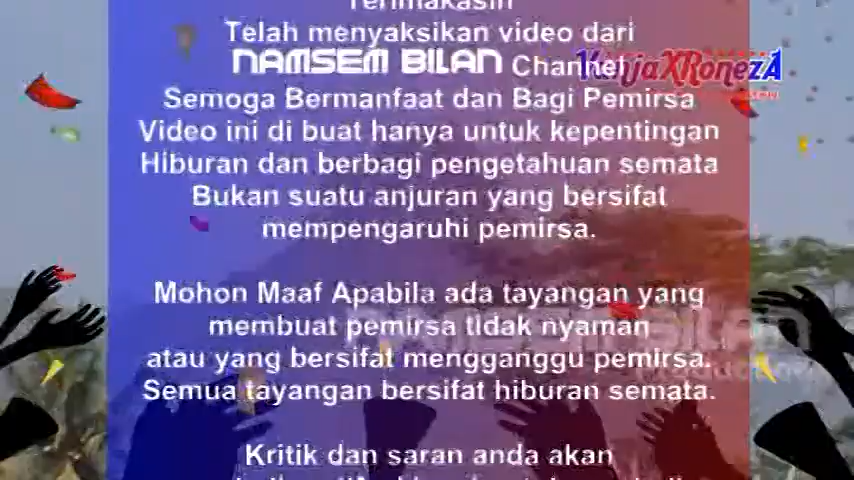 Terimakasih
Telah menyaksikan video dari
NAMSEM BILAN Channel
KenjaXRonezA
Semoga Bermanfaat dan Bagi Pemirsa
Video ini di buat hanya untuk kepentingan
Hiburan dan berbagi pengetahuan semata
Bukan suatu anjuran yang bersifat
mempengaruhi pemirsa.
Mohon Maaf Apabila ada tayangan yang
membuat pemirsa tidak nyaman
atau yang bersifat mengganggu pemirsa.
Semua tayangan bersifat hiburan semata.
NAMSEM BILAN
Kritik dan saran anda akan